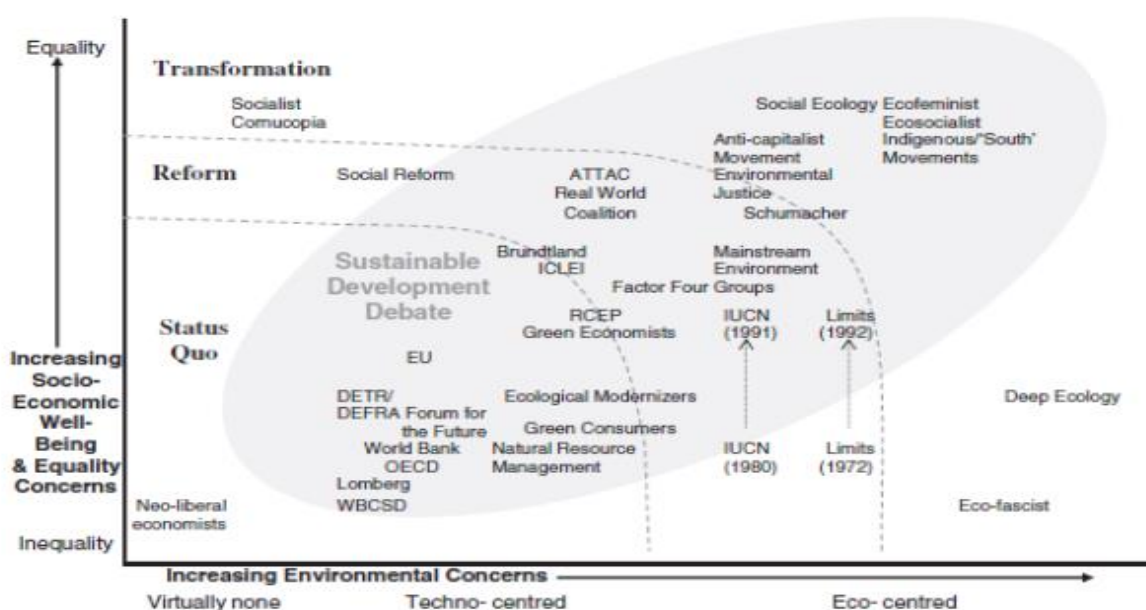 Equality
Transformation
Socialist
Cornucopia
Social Ecology Ecofeminist
Ecosocialist
Anti-capitalist Indigenous/'South'
Movement Movements
Reform
Social Reform ATTAC Environmental
Real World Justice
Coalition Schumacher
Brundtland Mainstream
Sustainable ICLEI Environment
Development Factor Four Groups
Debate
Status RCEP IUCN Limits
Quo Green Economists (1991) (1992)
EU
Increasing
Socio-
Economic
Well-
Being
& Equality
Concerns
DETR/ Ecological Modernizers Deep Ecology
DEFRA Forum for
the Future Green Consumers
World Bank Natural Resource IUCN Limits
OECD Management (1980) (1972)
Lomberg
Neo-liberal WBCSD Eco-fascist
economists
Inequality
Increasing Environmental Concerns
Virtually none Techno- centred Eco- centred